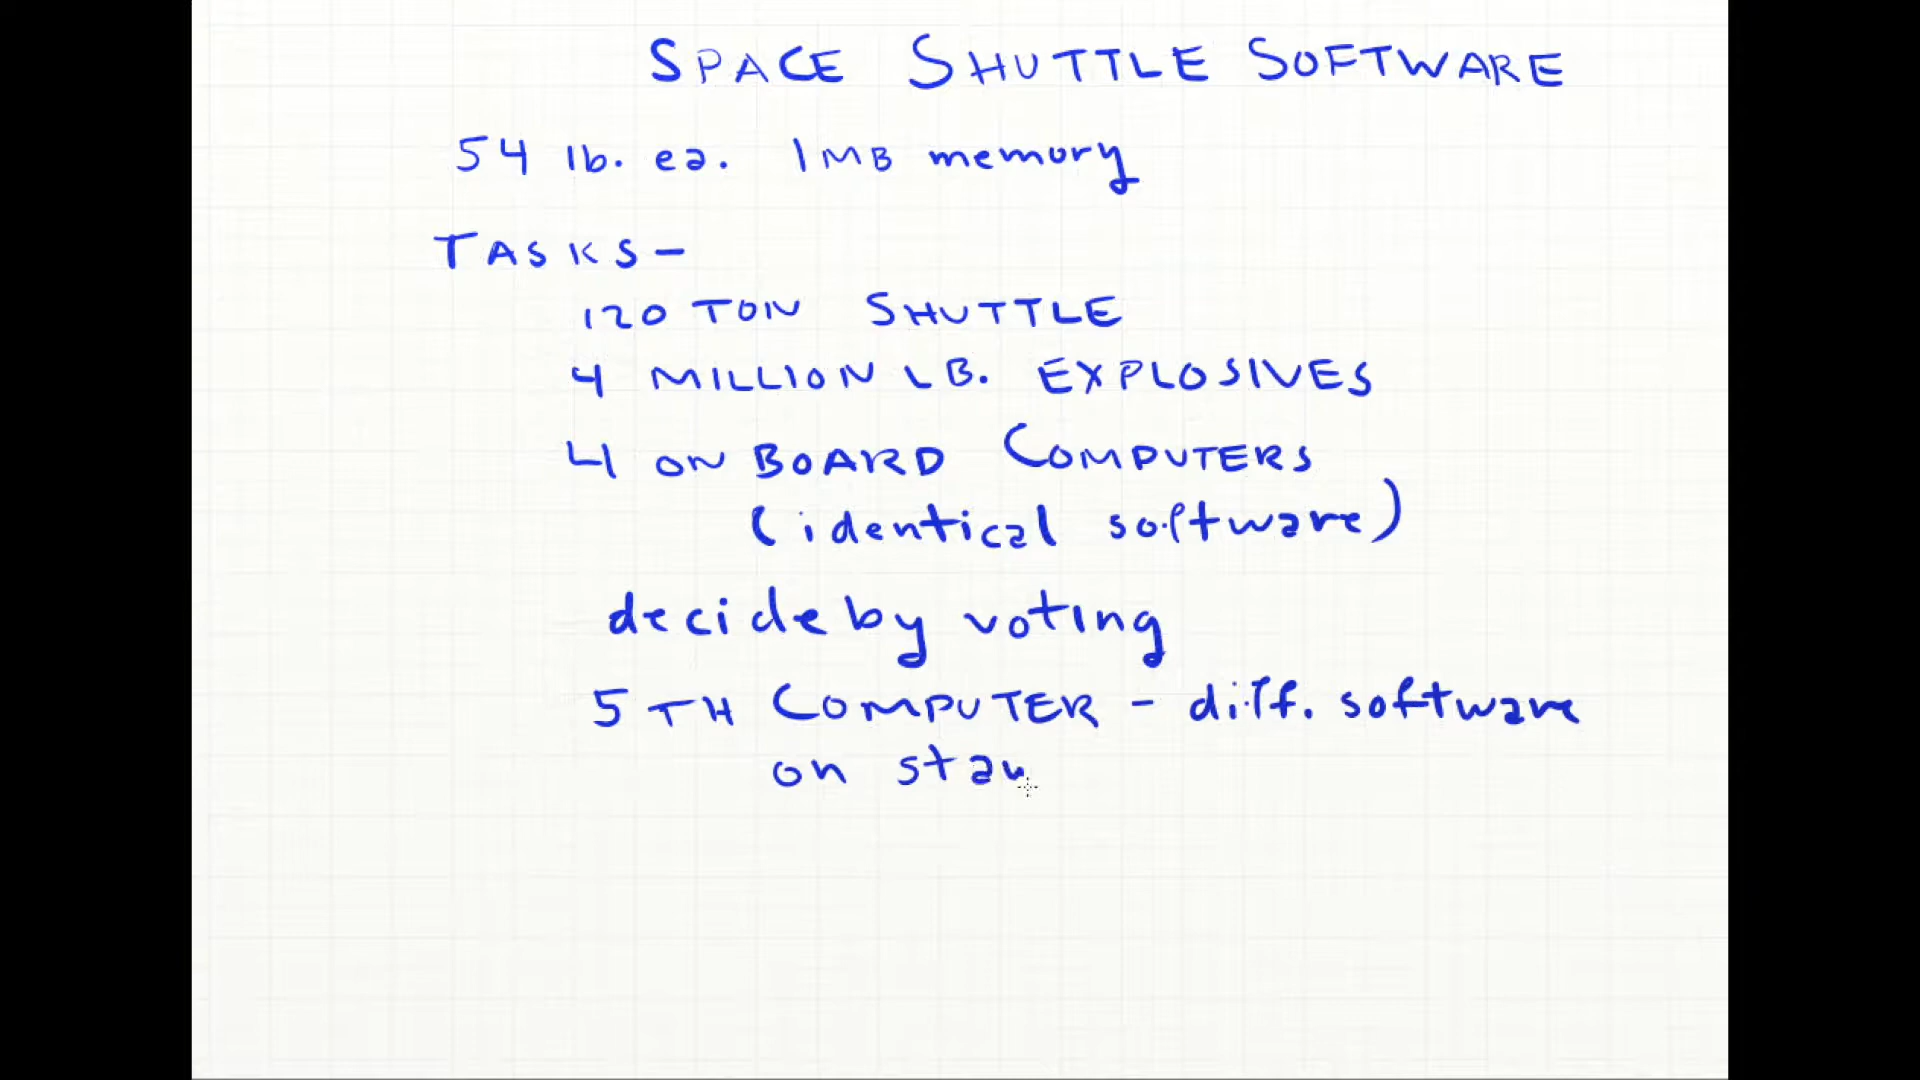 SPACE SHUTTLE SOFTWARE
54 lb. ea. 1MB memory
TASKS-
120 TON SHUTTLE
4 MILLION LB. EXPLOSIVES
4 ON BOARD COMPUTERS
(identical software)
decide by voting
5TH COMPUTER - diff. software
on stan